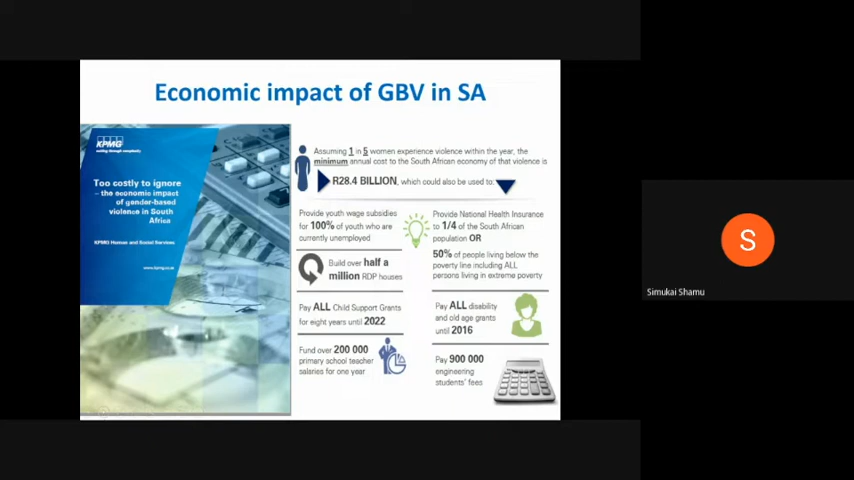 Economic impact of GBV in SA
KPMG
cutting through complexity
Too costly to ignore
– the economic impact
of gender-based
violence in South
Africa
KPMG Human and Social Services
www.kpmg.co.za
Assuming 1 in 5 women experience violence within the year, the
minimum annual cost to the South African economy of that violence is
R28.4 BILLION, which could also be used to:
Provide youth wage subsidies
for 100% of youth who are
currently unemployed
Build over half a
million RDP houses
Pay ALL Child Support Grants
for eight years until 2022
Fund over 200 000
primary school teacher
salaries for one year
Provide National Health Insurance
to 1/4 of the South African
population OR
50% of people living below the
poverty line including ALL
persons living in extreme poverty
Pay ALL disability
and old age grants
until 2016
Pay 900 000
engineering
students' fees
S
Simukai Shamu